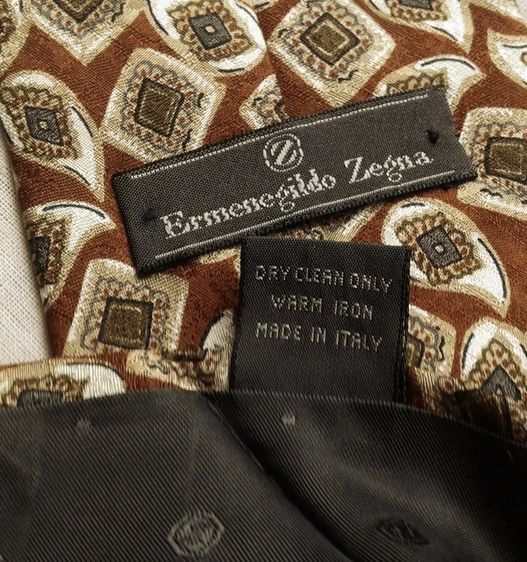 Z
Ermenegildo Zegna
DRY CLEAN ONLY
WARM IRON
MADE IN ITALY